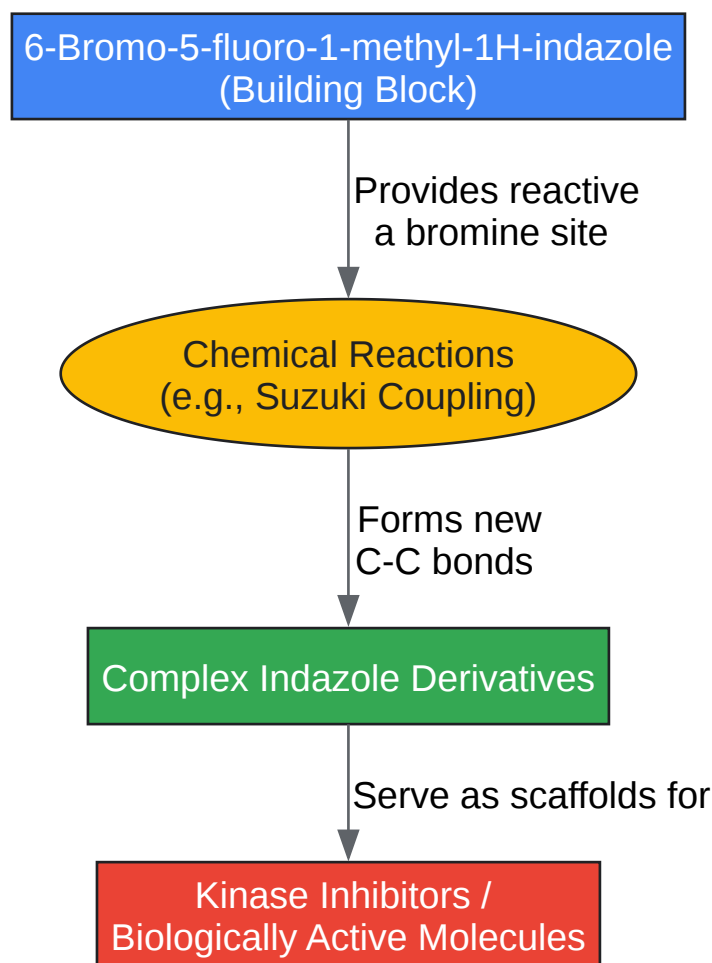 6-Bromo-5-fluoro-1-methyl-1H-indazole
(Building Block)
Provides reactive
a bromine site
Chemical Reactions
(e.g., Suzuki Coupling)
Forms new
C-C bonds
Complex Indazole Derivatives
Serve as scaffolds for
Kinase Inhibitors /
Biologically Active Molecules